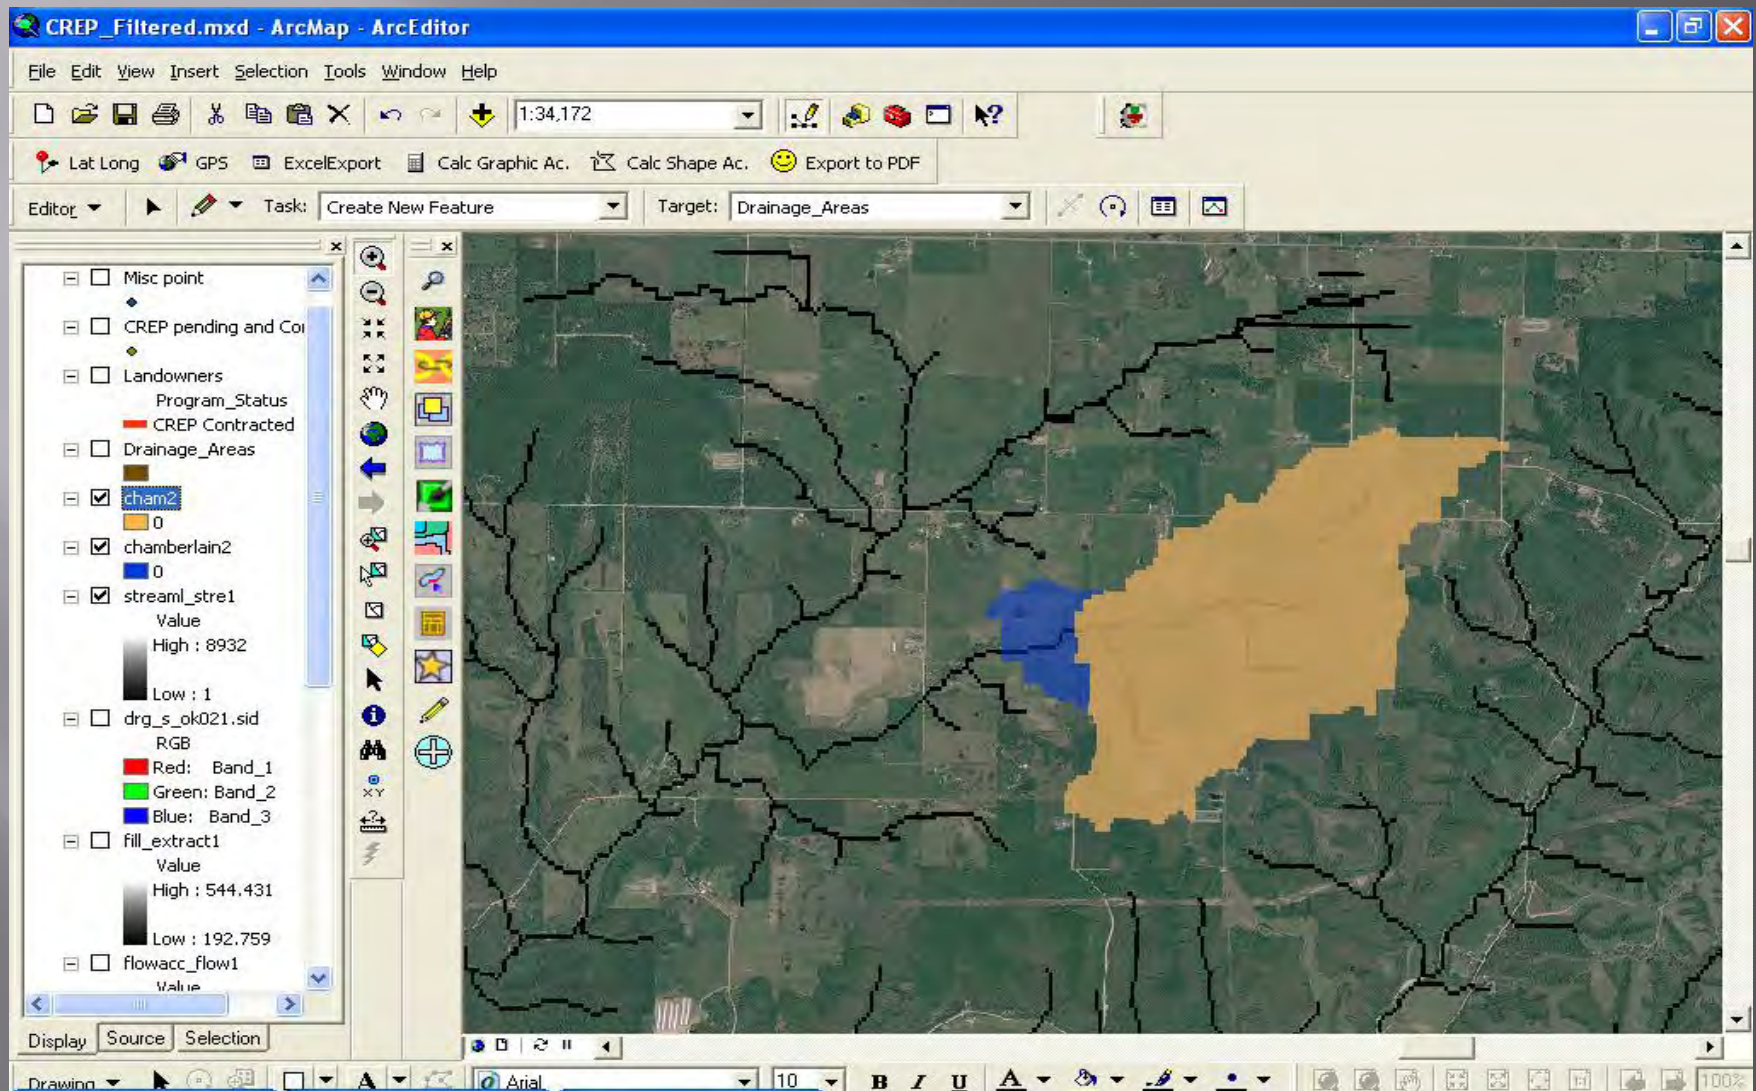 CREP_Filtered.mxd - ArcMap - ArcEditor
File Edit View Insert Selection Tools Window Help
1:34,172
Lat Long GPS ExcelExport Calc Graphic Ac. Calc Shape Ac. Export to PDF
Editor Task: Create New Feature Target: Drainage_Areas
Misc point
CREP pending and Co
Landowners
Program_Status
CREP Contracted
Drainage_Areas
cham2
0
chamberlain2
0
streaml_stre1
Value
High : 8932
Low : 1
drg_s_ok021.sid
RGB
Red: Band_1
Green: Band_2
Blue: Band_3
fill_extract1
Value
High : 544.431
Low : 192.759
flowacc_flow1
Value
XY
Display Source Selection
Drawing A Arial 10 B I U A 100%